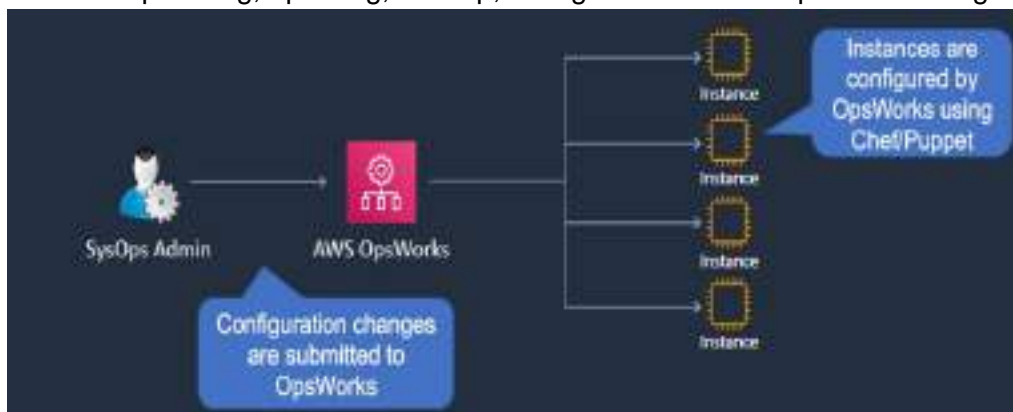 Instance
Instances are
configured by
OpsWorks using
Chef/Puppet
Instance
SysOps Admin
AWS OpsWorks
Instance
Configuration changes
are submitted to
OpsWorks
Instance